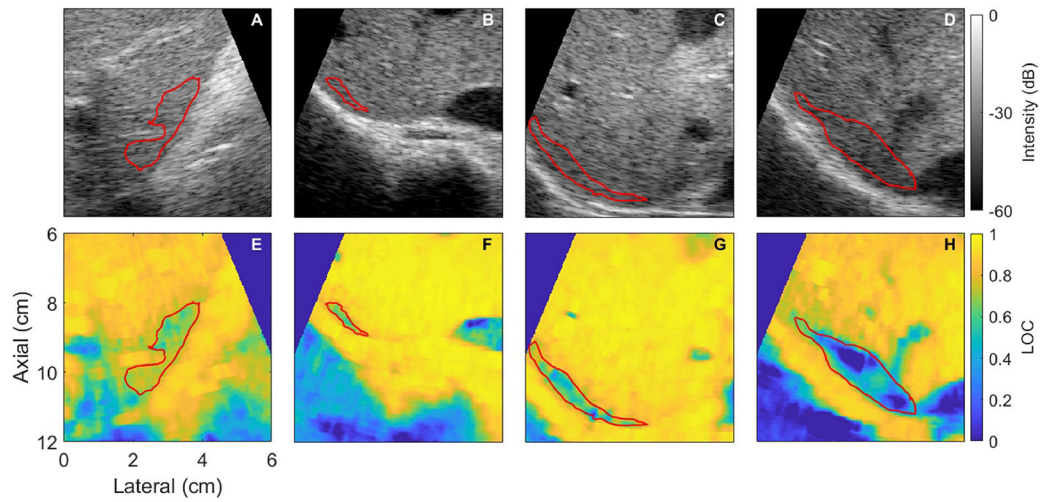 A
B
C
D
0
-30
-60
Intensity (dB)
6
8
10
12
Axial (cm)
E
F
G
H
1
0.8
0.6
0.4
0.2
0
LOC
0 2 4 6
Lateral (cm)